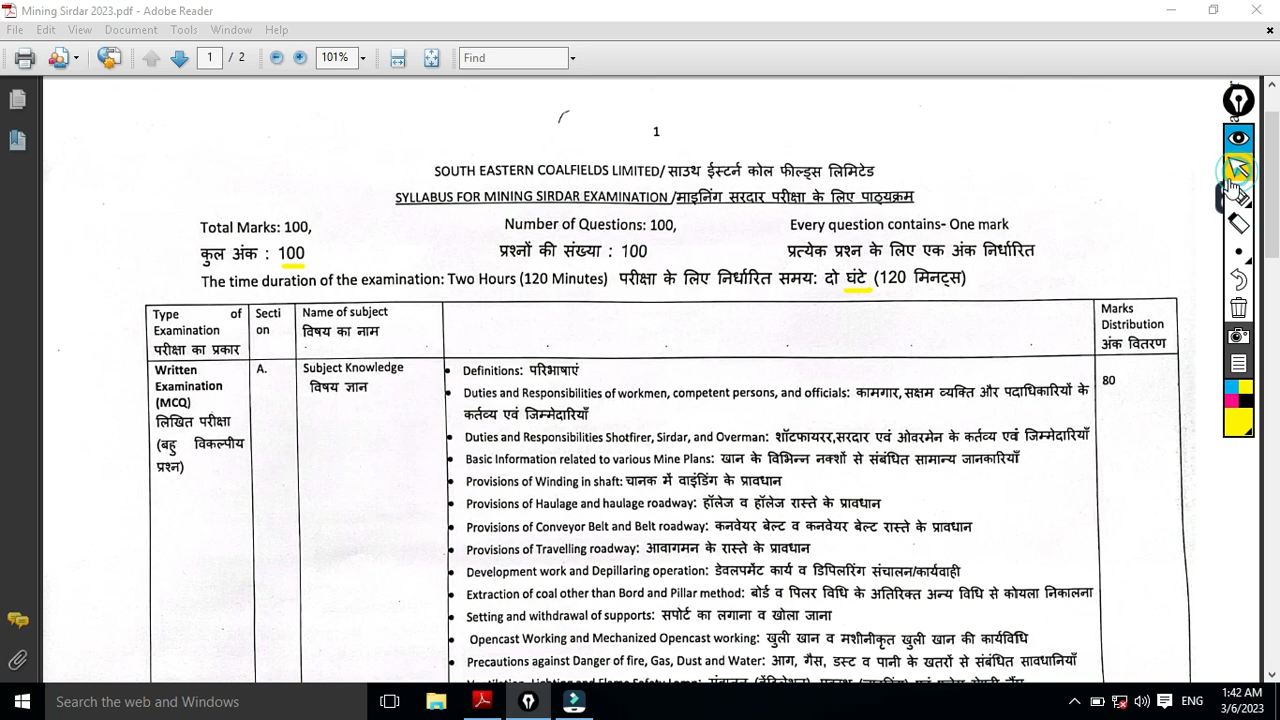 Mining Sirdar 2023.pdf - Adobe Reader
File Edit View Document Tools Window Help
1 / 2 101% Find
1
SOUTH EASTERN COALFIELDS LIMITED/ साउथ ईस्टर्न कोल फील्ड्स लिमिटेड
SYLLABUS FOR MINING SIRDAR EXAMINATION /माइनिंग सरदार परीक्षा के लिए पाठ्यक्रम
Total Marks: 100, Number of Questions: 100, Every question contains- One mark
कुल अंक : 100 प्रश्नों की संख्या : 100 प्रत्येक प्रश्न के लिए एक अंक निर्धारित
The time duration of the examination: Two Hours (120 Minutes) परीक्षा के लिए निर्धारित समय: दो घंटे (120 मिनट्स)
Type of Examination परीक्षा का प्रकार
Section
Name of subject
विषय का नाम
Marks Distribution
अंक वितरण
Written Examination (MCQ)
लिखित परीक्षा
(बहु विकल्पीय प्रश्न)
A.
Subject Knowledge
विषय ज्ञान
80
Definitions: परिभाषाएं
Duties and Responsibilities of workmen, competent persons, and officials: कामगार, सक्षम व्यक्ति और पदाधिकारियों के
कर्तव्य एवं जिम्मेदारियाँ
Duties and Responsibilities Shotfirer, Sirdar, and Overman: शॉटफायरर,सरदार एवं ओवरमेन के कर्तव्य एवं जिम्मेदारियाँ
Basic Information related to various Mine Plans: खान के विभिन्न नक्शों से संबंधित सामान्य जानकारियाँ
Provisions of Winding in shaft: चानक में वाइंडिंग के प्रावधान
Provisions of Haulage and haulage roadway: हॉलेज व हॉलेज रास्ते के प्रावधान
Provisions of Conveyor Belt and Belt roadway: कनवेयर बेल्ट व कनवेयर बेल्ट रास्ते के प्रावधान
Provisions of Travelling roadway: आवागमन के रास्ते के प्रावधान
Development work and Depillaring operation: डेवलपमेंट कार्य व डिपिलरिंग संचालन/कार्यवाही
Extraction of coal other than Bord and Pillar method: बोर्ड व पिलर विधि के अतिरिक्त अन्य विधि से कोयला निकालना
Setting and withdrawal of supports: सपोर्ट का लगाना व खोला जाना
Opencast Working and Mechanized Opencast working: खुली खान व मशीनीकृत खुली खान की कार्यविधि
Precautions against Danger of fire, Gas, Dust and Water: आग, गैस, डस्ट व पानी के खतरों से संबंधित सावधानियाँ
Search the web and Windows
ENG
1:42 AM
3/6/2023